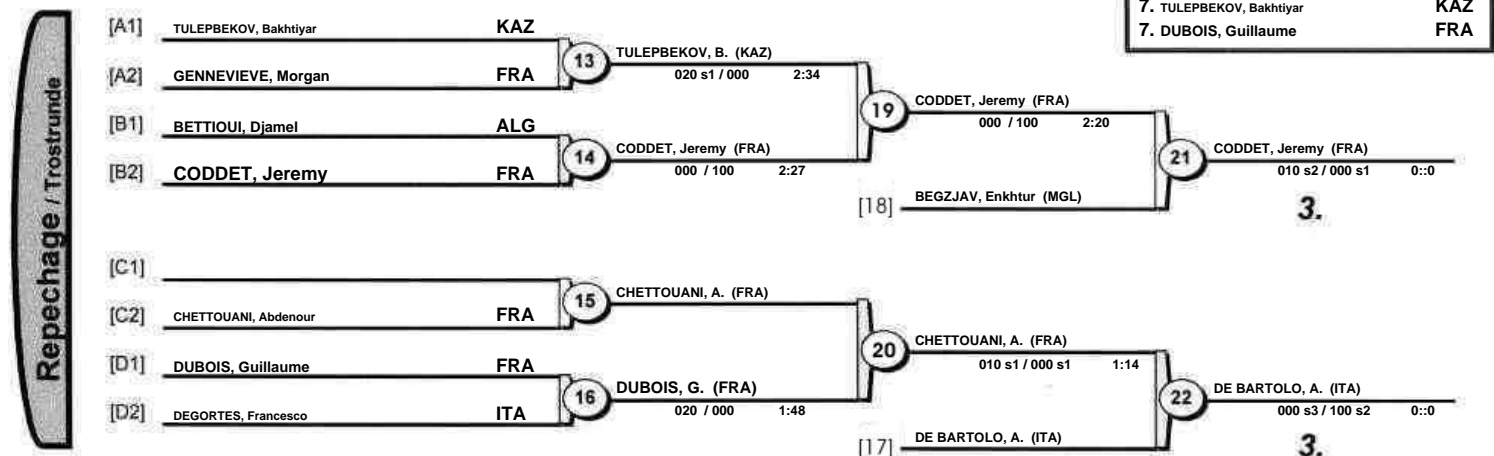 7. TULEPBEKOV, Bakhtiyar KAZ
7. DUBOIS, Guillaume FRA
Repechage / Trostrunde
[A1] TULEPBEKOV, Bakhtiyar KAZ
[A2] GENNEVIEVE, Morgan FRA
13 TULEPBEKOV, B. (KAZ)
020 s1 / 000 2:34
[B1] BETTIOUI, Djamel ALG
[B2] CODDET, Jeremy FRA
14 CODDET, Jeremy (FRA)
000 / 100 2:27
19 CODDET, Jeremy (FRA)
000 / 100 2:20
[18] BEGZJAV, Enkhtur (MGL)
21 CODDET, Jeremy (FRA)
010 s2 / 000 s1 0::0
3.
[C1]
[C2] CHETTOUANI, Abdenour FRA
15 CHETTOUANI, A. (FRA)
[D1] DUBOIS, Guillaume FRA
[D2] DEGORTES, Francesco ITA
16 DUBOIS, G. (FRA)
020 / 000 1:48
20 CHETTOUANI, A. (FRA)
010 s1 / 000 s1 1:14
[17] DE BARTOLO, A. (ITA)
22 DE BARTOLO, A. (ITA)
000 s3 / 100 s2 0::0
3.